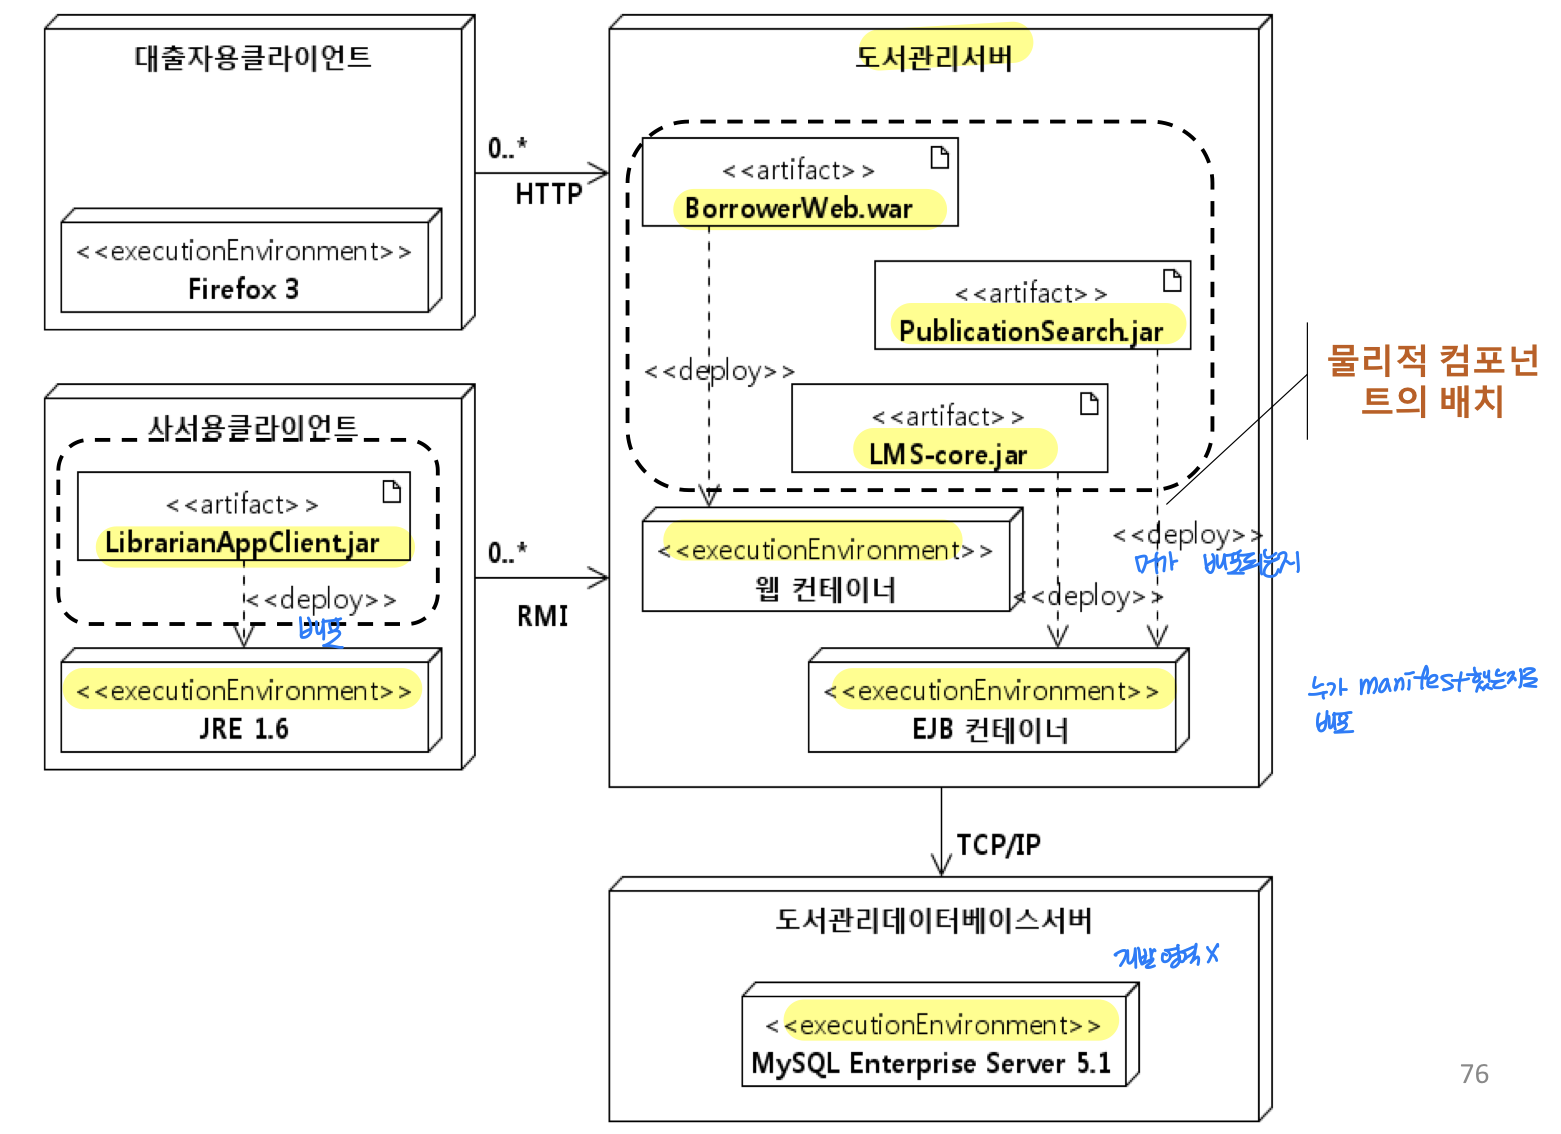 대출자용클라이언트
<<executionEnvironment>>
Firefox 3
0..*
HTTP
도서관리서버
<<artifact>>
BorrowerWeb.war
<<artifact>>
PublicationSearch.jar
<<deploy>>
<<artifact>>
LMS-core.jar
물리적 컴포넌
트의 배치
사서용클라이언트
<<artifact>>
LibrarianAppClient.jar
<<deploy>>
배포
<<executionEnvironment>>
JRE 1.6
0..*
RMI
<<executionEnvironment>>
웹 컨테이너
<<deploy>>
머가 배포되는지
<<deploy>>
<<executionEnvironment>>
EJB 컨테이너
누가 manifest했는지로
배포
TCP/IP
도서관리데이터베이스서버
개발 영역 X
<<executionEnvironment>>
MySQL Enterprise Server 5.1
76